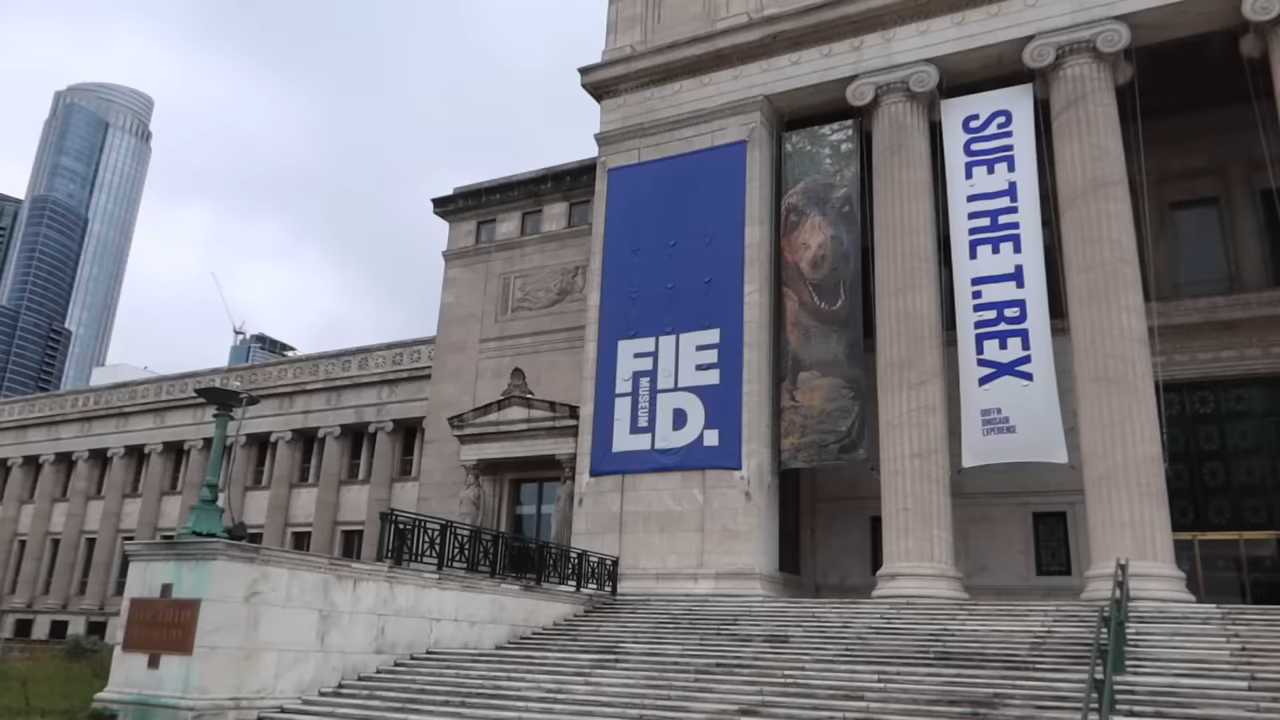 FIE
LD.
MUSEUM
SUE THE T.REX
GRIFFIN
DINOSAUR
EXPERIENCE